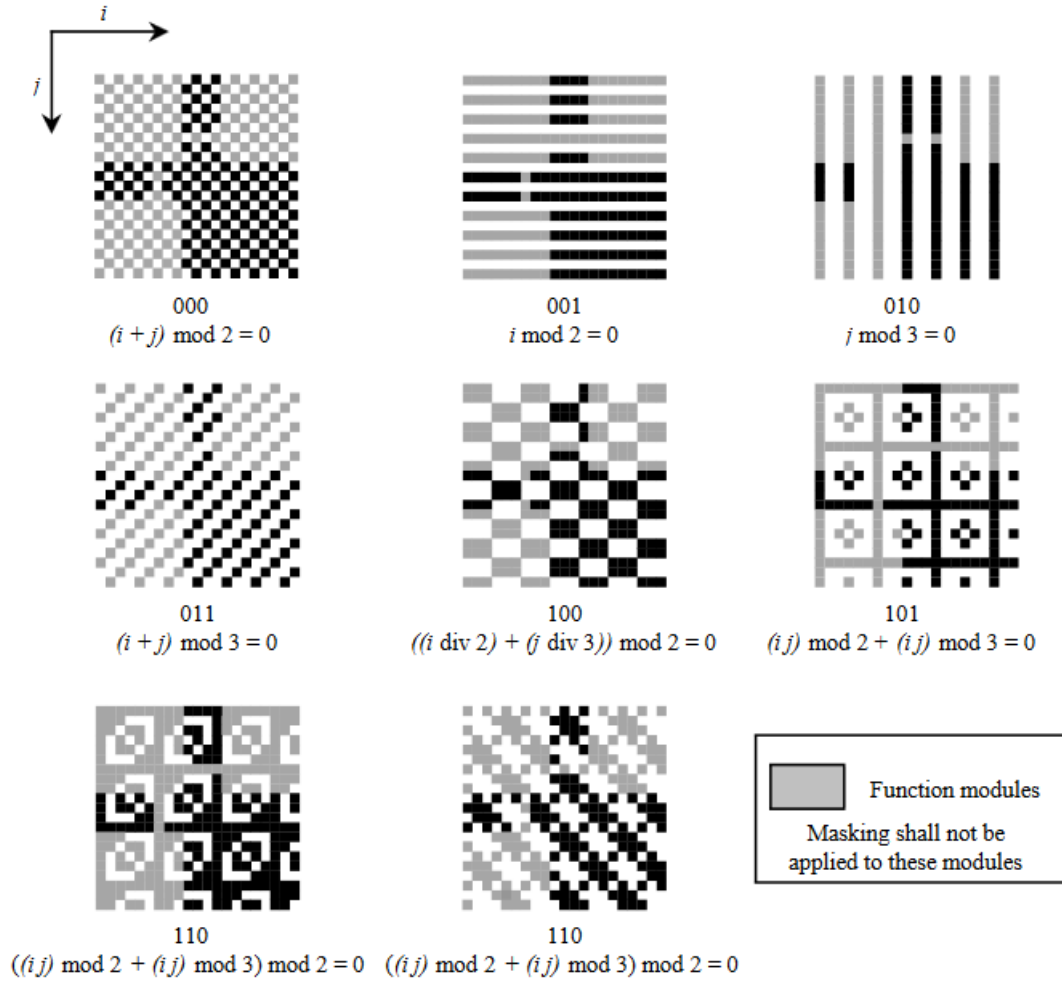 i
j
000
(i + j) mod 2 = 0
001
i mod 2 = 0
010
j mod 3 = 0
011
(i + j) mod 3 = 0
100
((i div 2) + (j div 3)) mod 2 = 0
101
(i j) mod 2 + (i j) mod 3 = 0
110
((i j) mod 2 + (i j) mod 3) mod 2 = 0
110
((i j) mod 2 + (i j) mod 3) mod 2 = 0
Function modules
Masking shall not be
applied to these modules